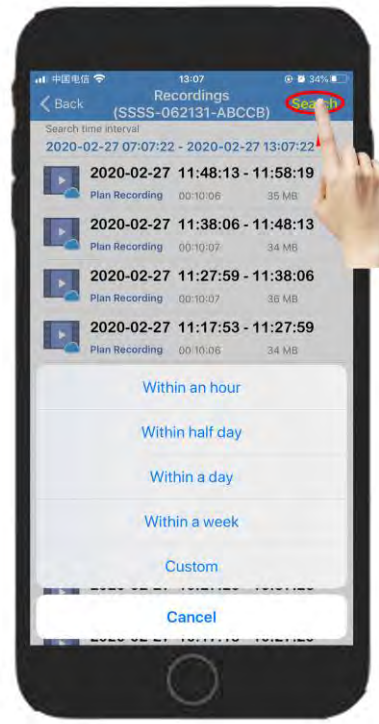 中国电信 13:07 34%
Back Recordings Search
(SSSS-062131-ABCCB)
Search time interval
2020-02-27 07:07:22 - 2020-02-27 13:07:22
2020-02-27 11:48:13 - 11:58:19
Plan Recording 00:10:06 35 MB
2020-02-27 11:38:06 - 11:48:13
Plan Recording 00:10:07 34 MB
2020-02-27 11:27:59 - 11:38:06
Plan Recording 00:10:07 36 MB
2020-02-27 11:17:53 - 11:27:59
Plan Recording 00:10:06 34 MB
Within an hour
Within half day
Within a day
Within a week
Custom
Cancel